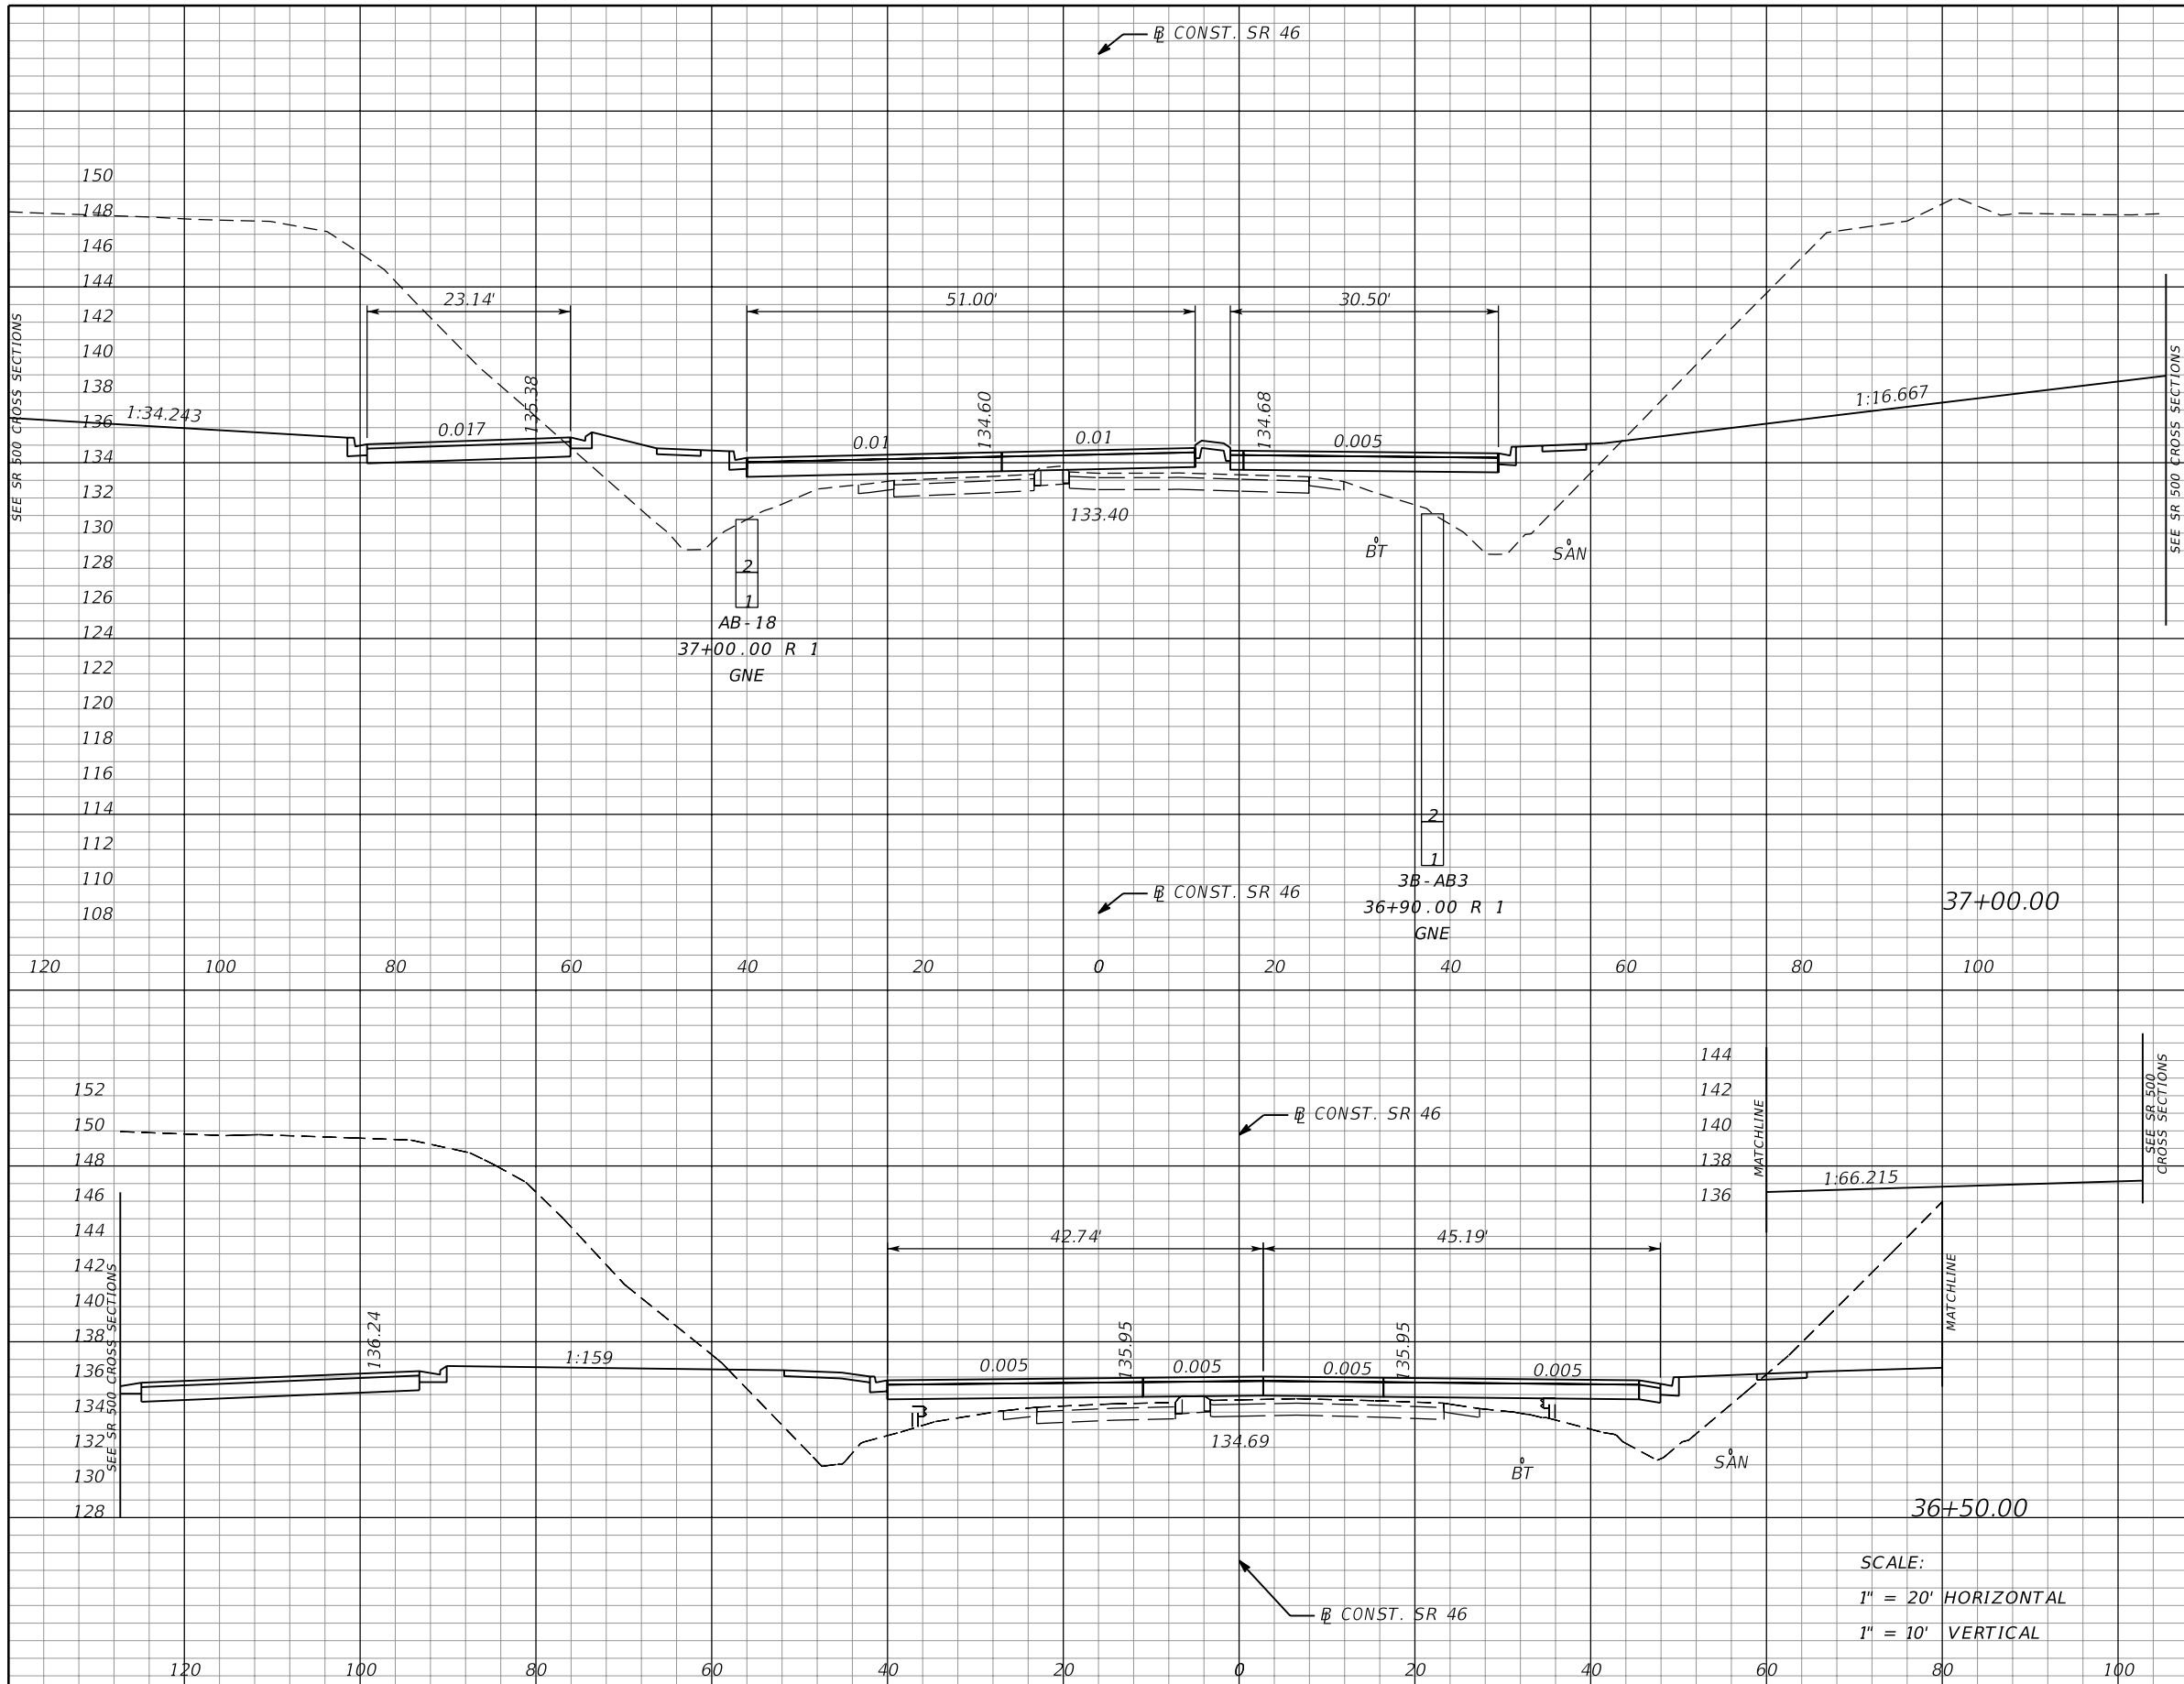 ℄ CONST. SR 46
150
148
146
144
142
140
138
136
134
132
130
128
126
124
122
120
118
116
114
112
110
108
SEE SR 500 CROSS SECTIONS
1:34.243
23.14'
0.017
135.38
51.00'
0.01
134.60
0.01
30.50'
134.68
0.005
1:16.667
SEE SR 500 CROSS SECTIONS
133.40
BT
SAN
2
1
AB-18
37+00.00 R 1
GNE
2
1
3B-AB3
36+90.00 R 1
GNE
℄ CONST. SR 46
37+00.00
120 100 80 60 40 20 0 20 40 60 80 100
144
142
140
138
136
MATCHLINE
1:66.215
SEE SR 500
CROSS SECTIONS
℄ CONST. SR 46
152
150
148
146
144
142
140
138
136
134
132
130
128
SEE SR 500 CROSS SECTIONS
136.24
1:159
42.74'
45.19'
0.005
135.95
0.005
0.005
135.95
0.005
MATCHLINE
134.69
BT
SAN
36+50.00
℄ CONST. SR 46
SCALE:
1" = 20' HORIZONTAL
1" = 10' VERTICAL
120 100 80 60 40 20 0 20 40 60 80 100